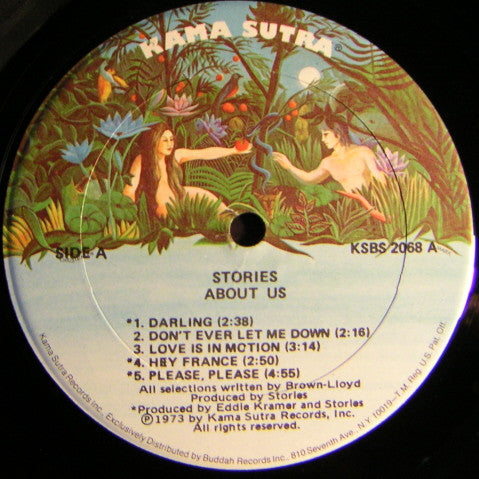 KAMA SUTRA®
SIDE A
KSBS 2068 A
STORIES
ABOUT US
*1. DARLING (2:38)
2. DON'T EVER LET ME DOWN (2:16)
3. LOVE IS IN MOTION (3:14)
*4. HEY FRANCE (2:50)
*5. PLEASE, PLEASE (4:55)
All selections written by Brown-Lloyd
Produced by Stories
*Produced by Eddie Kramer and Stories
Ⓟ1973 by Kama Sutra Records, Inc.
All rights reserved.
Kama Sutra Records Inc., Exclusively Distributed by Buddah Records Inc., 810 Seventh Ave., N.Y. 10019–T.M. Reg. U.S. Pat. Off.